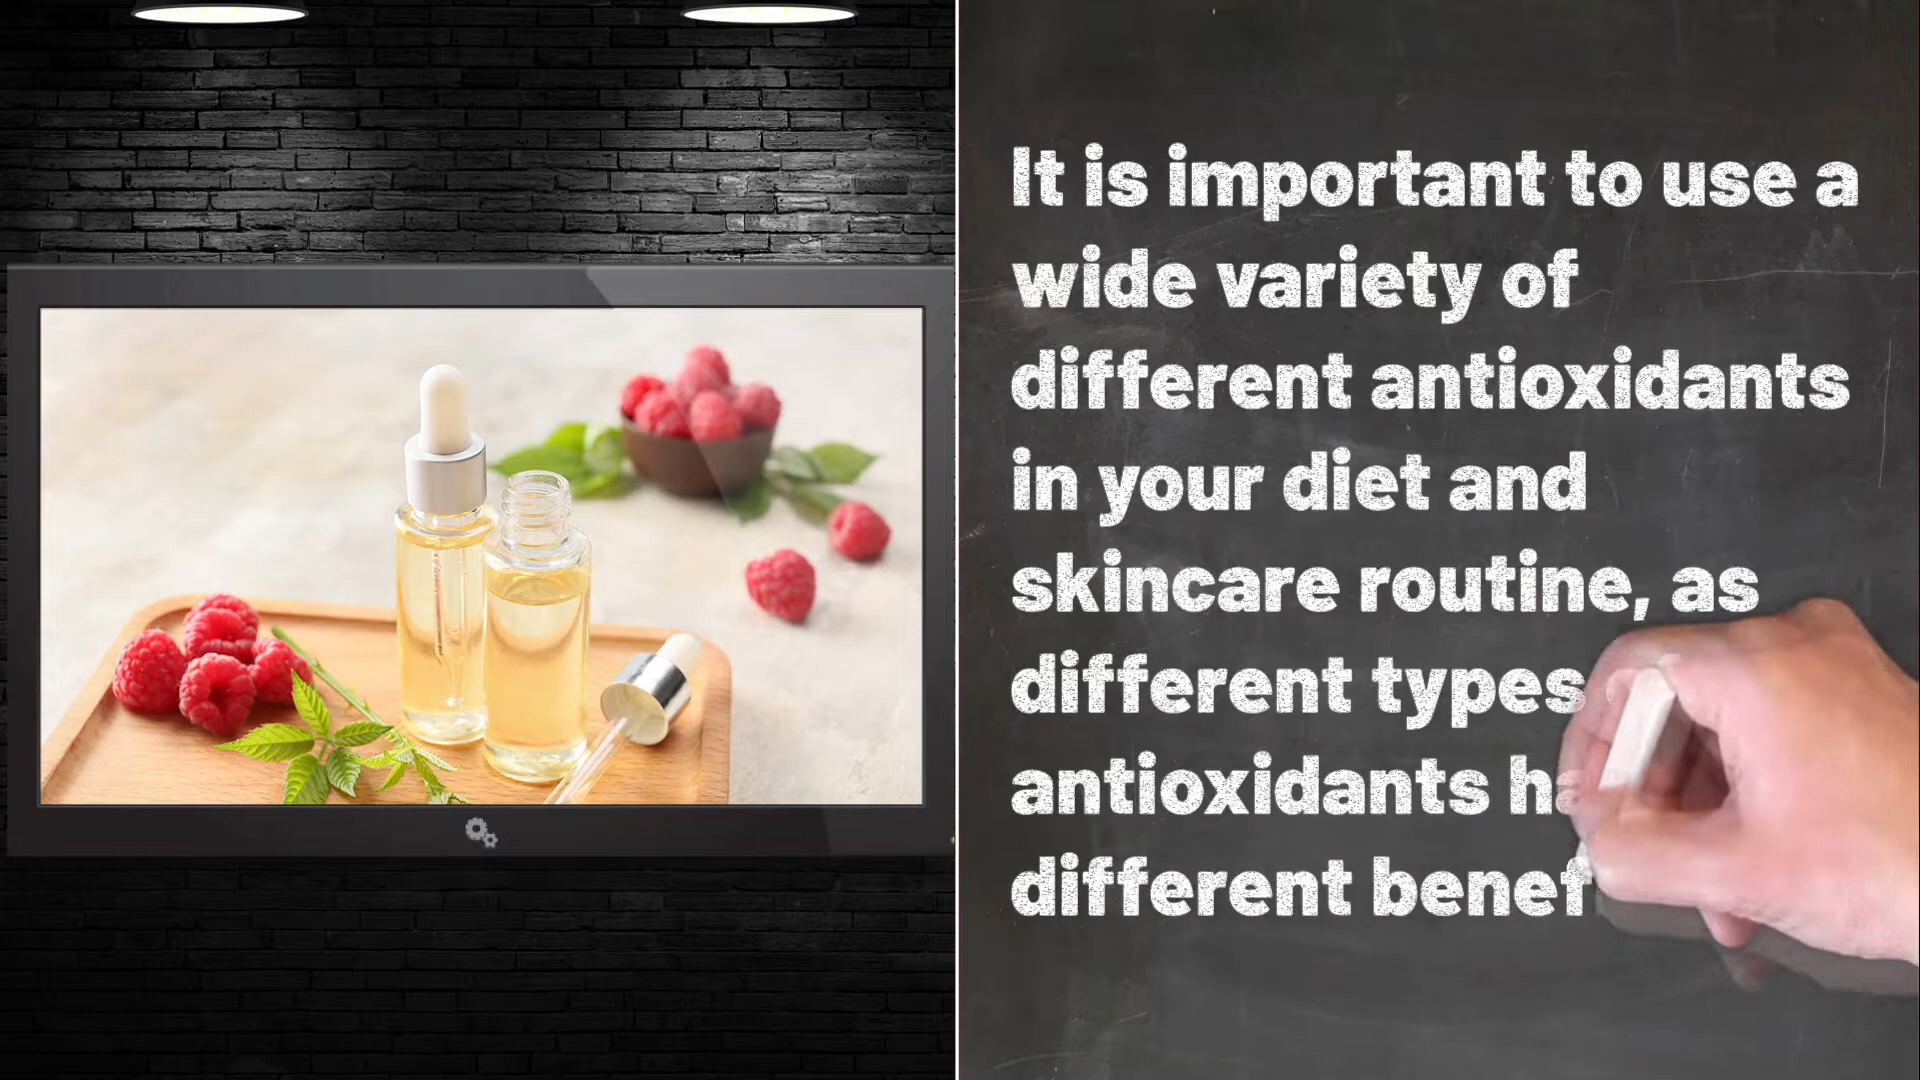 It is important to use a
wide variety of
different antioxidants
in your diet and
skincare routine, as
different types
antioxidants
different